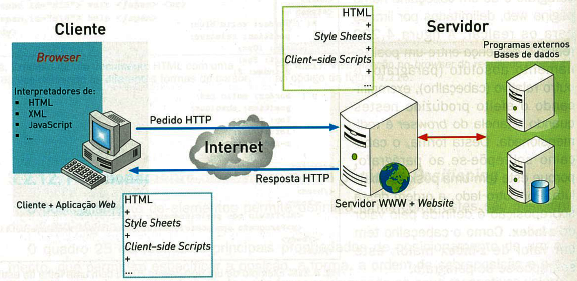 Cliente
Browser
Interpretadores de:
▪ HTML
▪ XML
▪ JavaScript
▪ ...
Cliente + Aplicação Web
Pedido HTTP
Internet
Resposta HTTP
HTML
+
Style Sheets
+
Client-side Scripts
+
...
HTML
+
Style Sheets
+
Client-side Scripts
+
...
Servidor
Servidor WWW + Website
Programas externos
Bases de dados